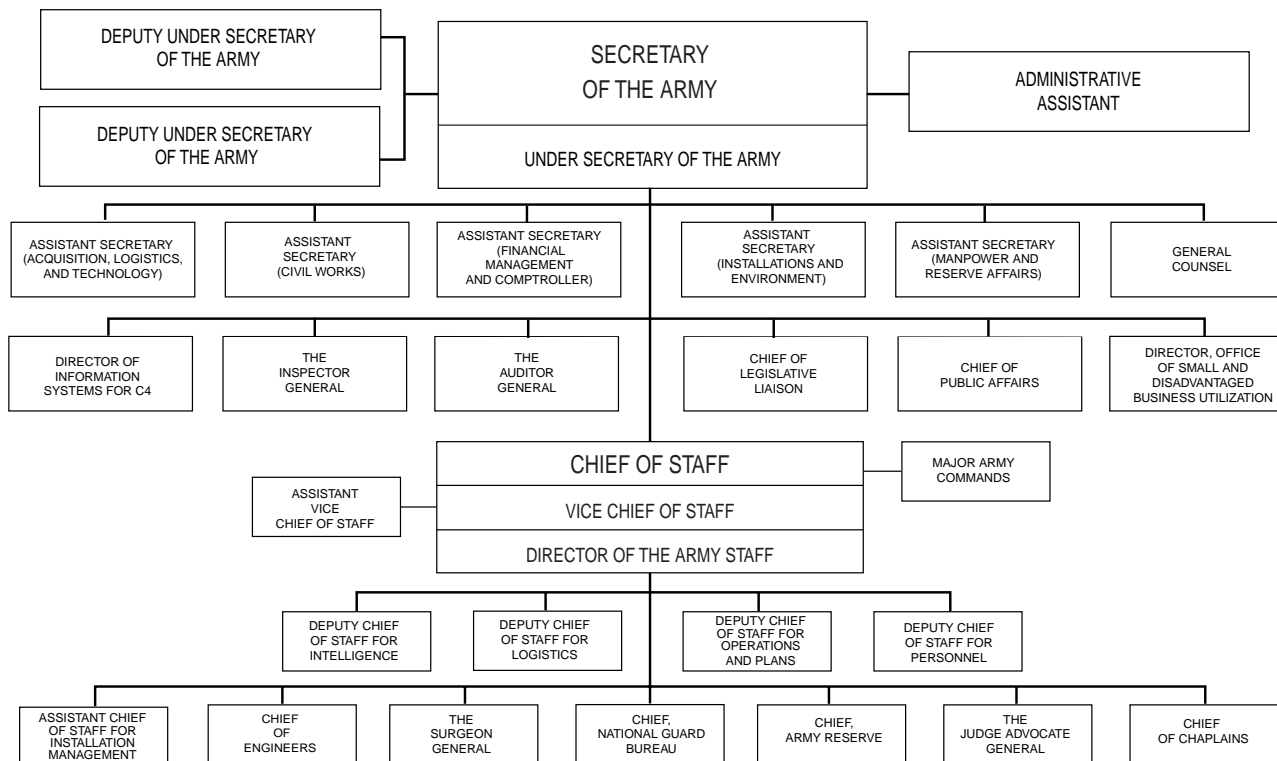 DEPUTY UNDER SECRETARY
OF THE ARMY
SECRETARY
OF THE ARMY
ADMINISTRATIVE
ASSISTANT
DEPUTY UNDER SECRETARY
OF THE ARMY
UNDER SECRETARY OF THE ARMY
ASSISTANT SECRETARY
(ACQUISITION, LOGISTICS,
AND TECHNOLOGY)
ASSISTANT
SECRETARY
(CIVIL WORKS)
ASSISTANT SECRETARY
(FINANCIAL
MANAGEMENT
AND COMPTROLLER)
ASSISTANT
SECRETARY
(INSTALLATIONS AND
ENVIRONMENT)
ASSISTANT SECRETARY
(MANPOWER AND
RESERVE AFFAIRS)
GENERAL
COUNSEL
DIRECTOR OF
INFORMATION
SYSTEMS FOR C4
THE
INSPECTOR
GENERAL
THE
AUDITOR
GENERAL
CHIEF OF
LEGISLATIVE
LIAISON
CHIEF OF
PUBLIC AFFAIRS
DIRECTOR, OFFICE
OF SMALL AND
DISADVANTAGED
BUSINESS UTILIZATION
CHIEF OF STAFF
MAJOR ARMY
COMMANDS
ASSISTANT
VICE
CHIEF OF STAFF
VICE CHIEF OF STAFF
DIRECTOR OF THE ARMY STAFF
DEPUTY CHIEF
OF STAFF FOR
INTELLIGENCE
DEPUTY CHIEF
OF STAFF FOR
LOGISTICS
DEPUTY CHIEF
OF STAFF FOR
OPERATIONS
AND PLANS
DEPUTY CHIEF
OF STAFF FOR
PERSONNEL
ASSISTANT CHIEF
OF STAFF FOR
INSTALLATION
MANAGEMENT
CHIEF
OF
ENGINEERS
THE
SURGEON
GENERAL
CHIEF,
NATIONAL GUARD
BUREAU
CHIEF,
ARMY RESERVE
THE
JUDGE ADVOCATE
GENERAL
CHIEF
OF CHAPLAINS